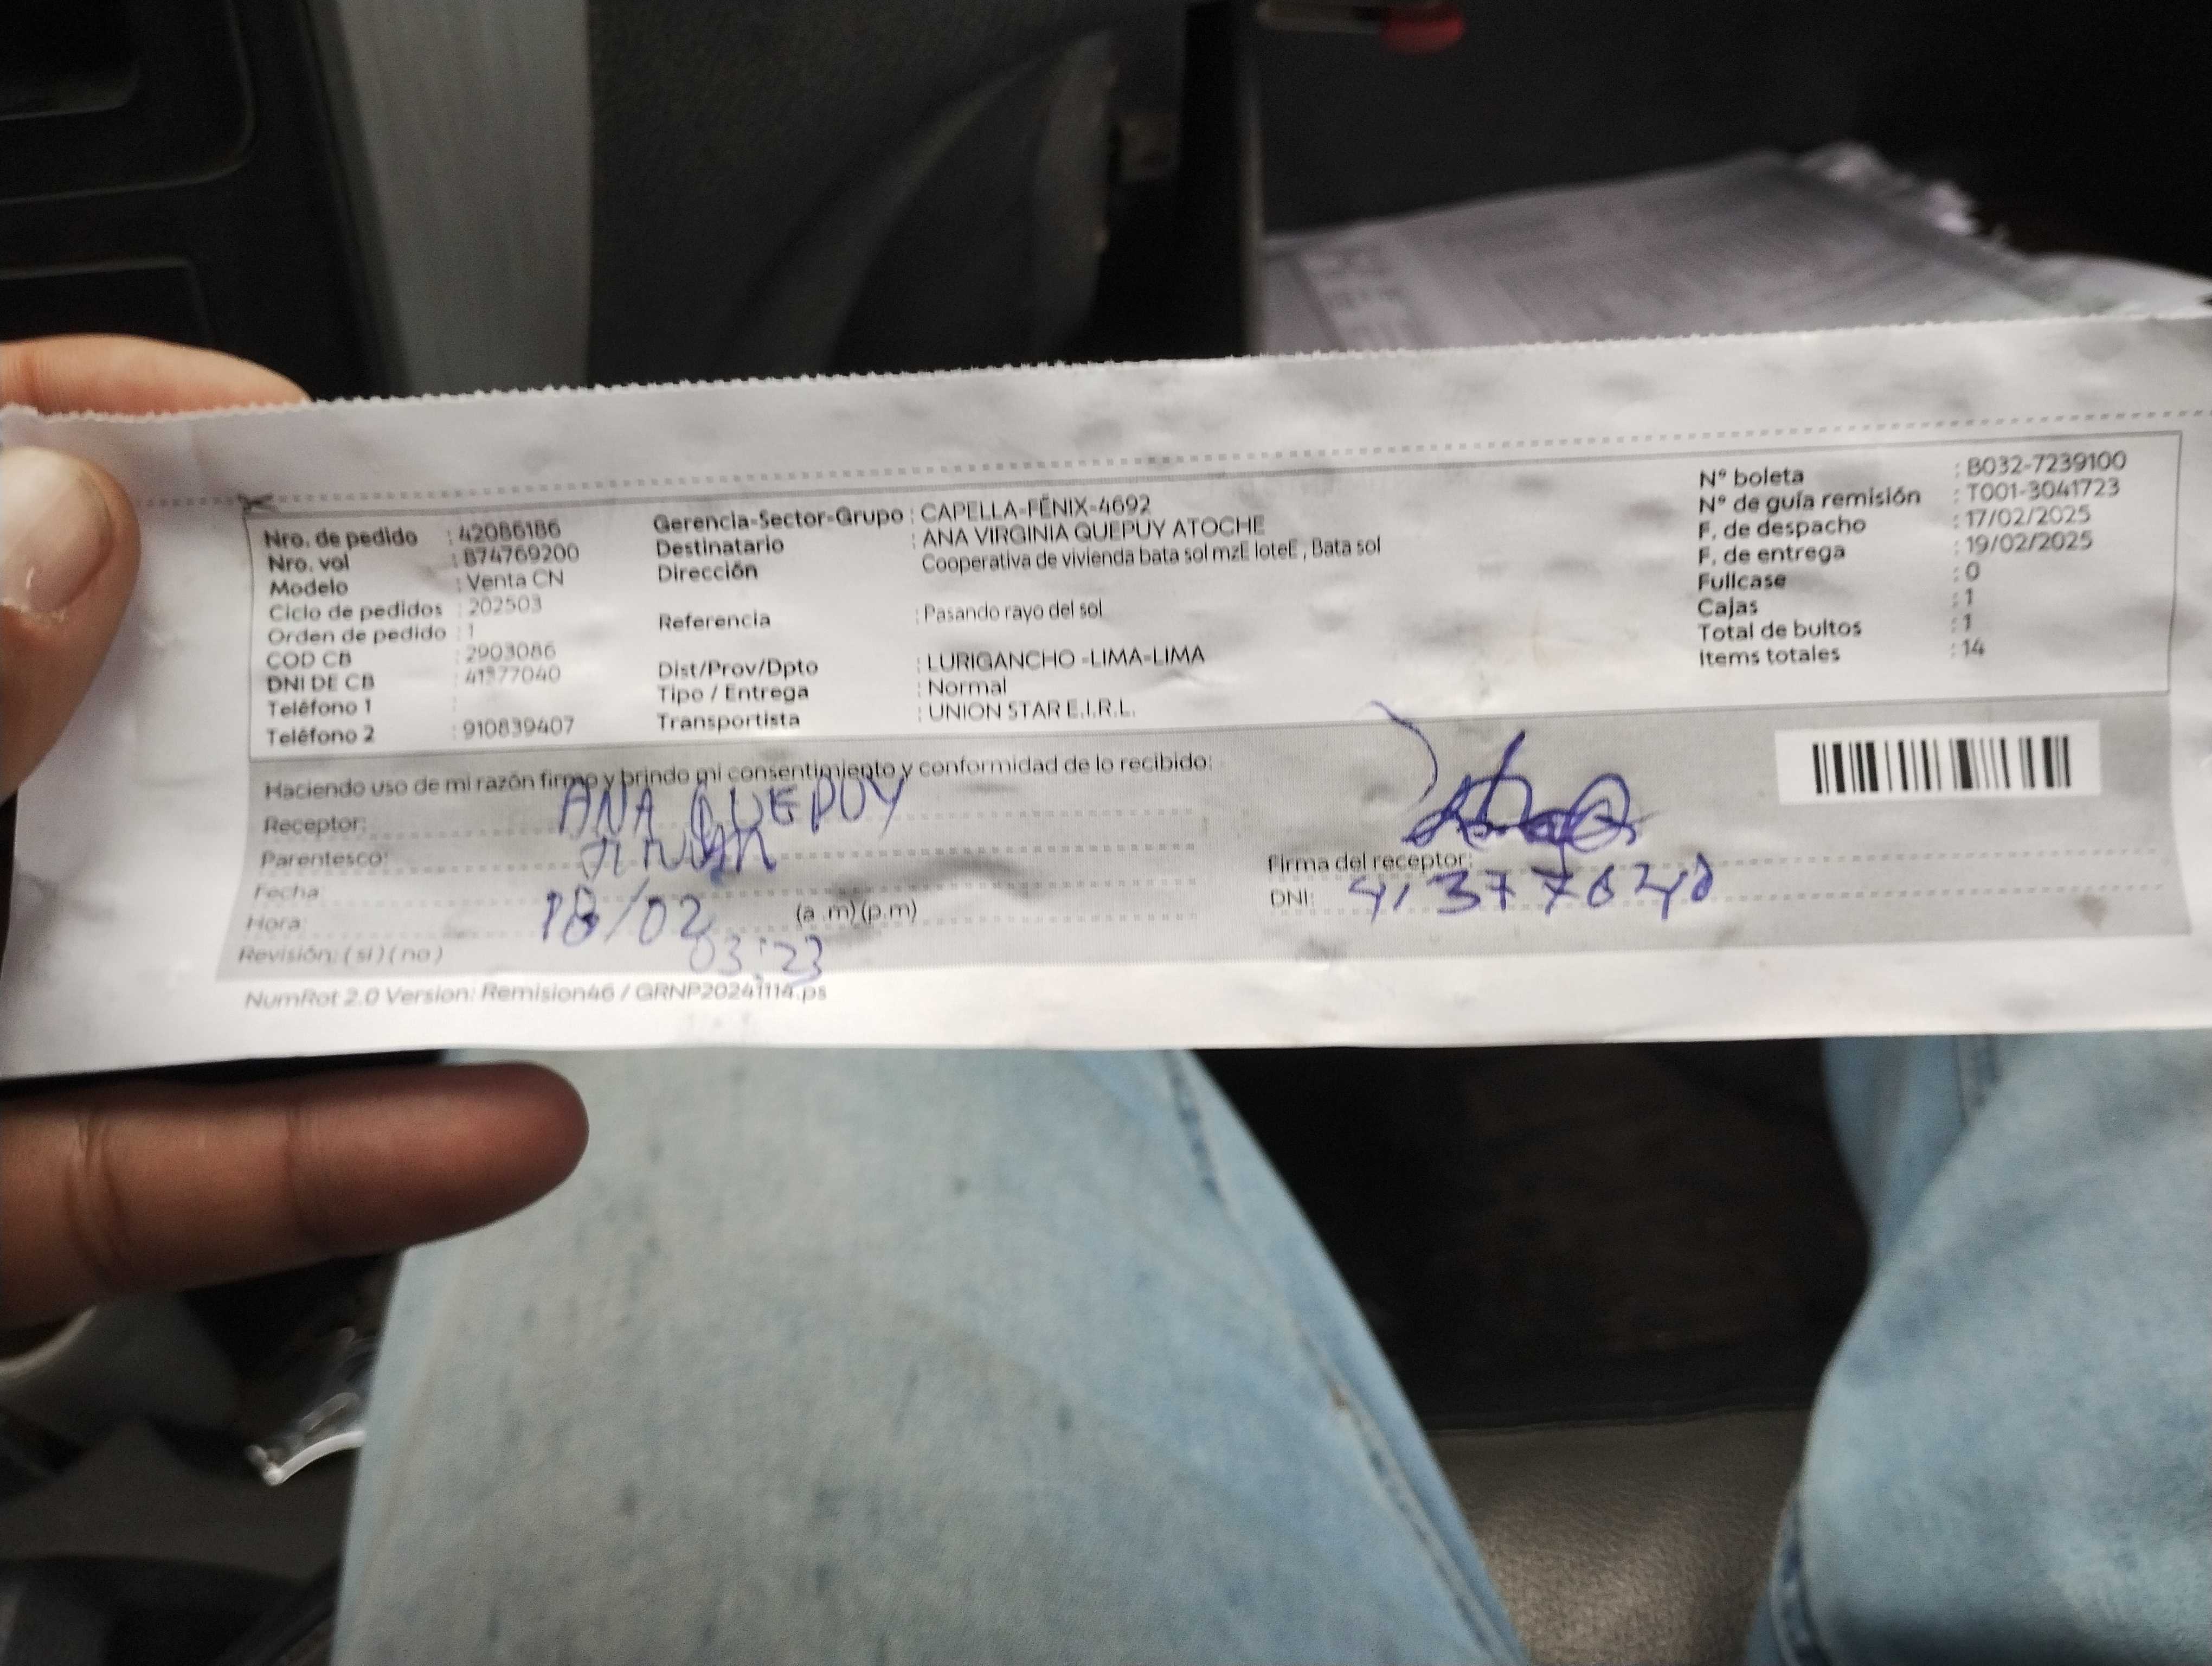 Nro. de pedido : 42086186
Nro. vol : 874769200
Modelo : Venta CN
Ciclo de pedidos : 202503
Orden de pedido : 1
COD CB : 2903086
DNI DE CB : 41377040
Teléfono 1 :
Teléfono 2 : 910839407
Gerencia-Sector-Grupo : CAPELLA-FÉNIX-4692
Destinatario : ANA VIRGINIA QUEPUY ATOCHE
Dirección Cooperativa de vivienda bata sol mzE loteE , Bata sol
Referencia : Pasando rayo del sol
Dist/Prov/Dpto : LURIGANCHO -LIMA-LIMA
Tipo / Entrega : Normal
Transportista : UNION STAR E.I.R.L.
N° boleta : B032-7239100
N° de guía remisión : T001-3041723
F. de despacho : 17/02/2025
F. de entrega : 19/02/2025
Fullcase : 0
Cajas : 1
Total de bultos : 1
Items totales : 14
Haciendo uso de mi razón firmo y brindo mi consentimiento y conformidad de lo recibido:
Receptor: ANA QUEPUY
Parentesco:
Fecha: 18/02
Hora: (a .m) (p.m) 03:23
Revisión: ( si ) ( no )
Firma del receptor:
DNI:
NumRot 2.0 Version: Remision46 / GRNP20241114.ps